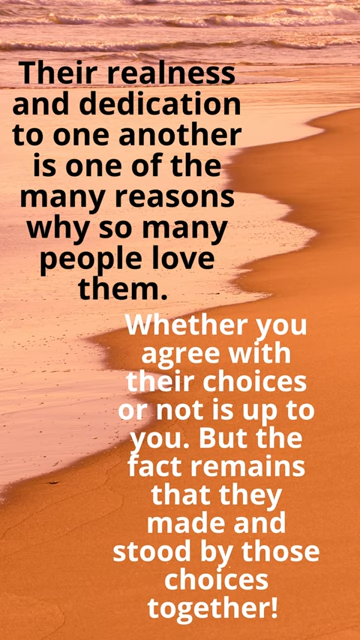 Their realness
and dedication
to one another
is one of the
many reasons
why so many
people love
them.
Whether you
agree with
their choices
or not is up to
you. But the
fact remains
that they
made and
stood by those
choices
together!